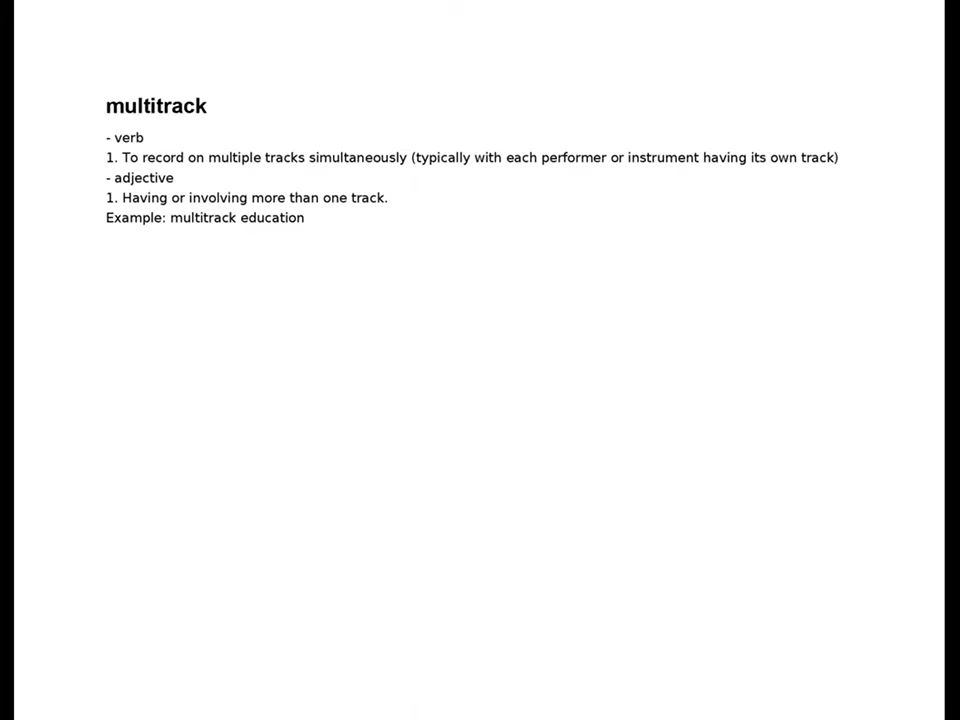 multitrack
- verb
1. To record on multiple tracks simultaneously (typically with each performer or instrument having its own track)
- adjective
1. Having or involving more than one track.
Example: multitrack education